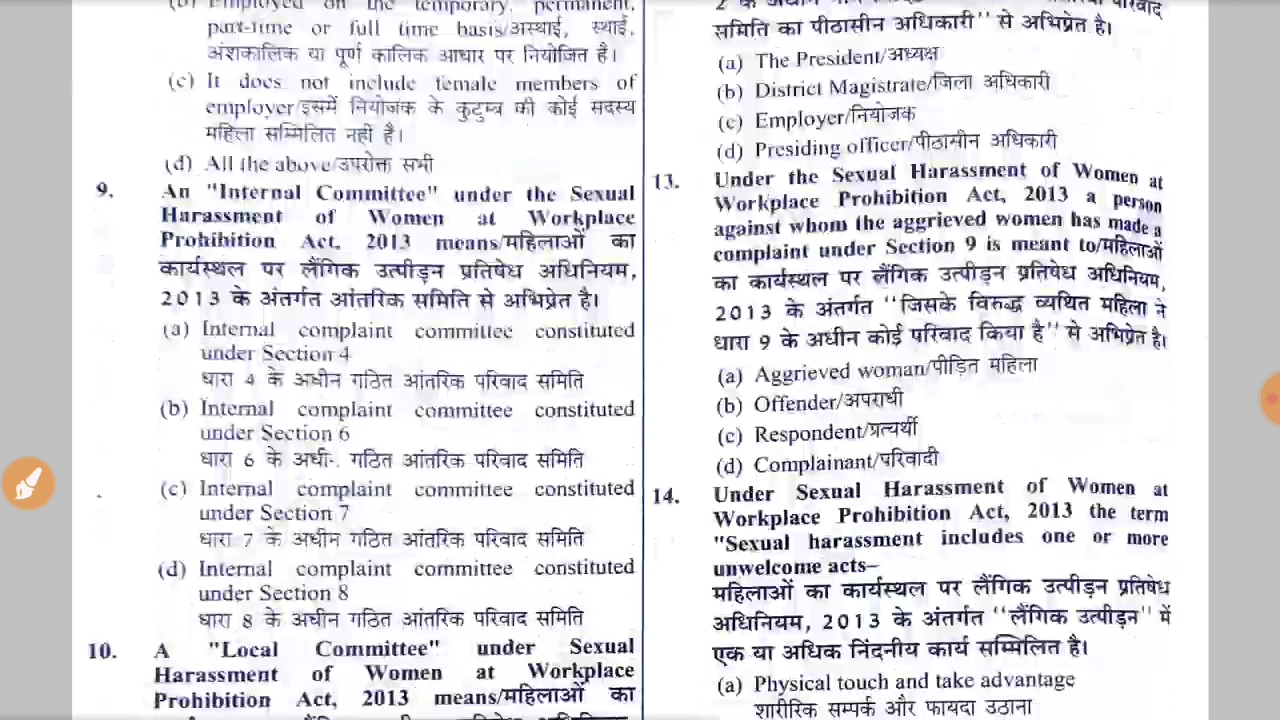 (b) Employed on the temporary, permanent,
part-time or full time basis/अस्थाई, स्थाई,
अंशकालिक या पूर्ण कालिक आधार पर नियोजित है।
(c) It does not include female members of
employer/इसमें नियोजक के कुटुम्ब की कोई सदस्य
महिला सम्मिलित नहीं है।
(d) All the above/उपरोक्त सभी
9. An "Internal Committee" under the Sexual
Harassment of Women at Workplace
Prohibition Act, 2013 means/महिलाओं का
कार्यस्थल पर लैंगिक उत्पीड़न प्रतिषेध अधिनियम,
2013 के अंतर्गत आंतरिक समिति से अभिप्रेत है।
(a) Internal complaint committee constituted
under Section 4
धारा 4 के अधीन गठित आंतरिक परिवाद समिति
(b) Internal complaint committee constituted
under Section 6
धारा 6 के अधी. गठित आंतरिक परिवाद समिति
(c) Internal complaint committee constituted
under Section 7
धारा 7 के अधीन गठित आंतरिक परिवाद समिति
(d) Internal complaint committee constituted
under Section 8
धारा 8 के अधीन गठित आंतरिक परिवाद समिति
10. A "Local Committee" under Sexual
Harassment of Women at Workplace
Prohibition Act, 2013 means/महिलाओं का
2 के अधीन परिवाद
समिति का पीठासीन अधिकारी" से अभिप्रेत है।
(a) The President/अध्यक्ष
(b) District Magistrate/जिला अधिकारी
(c) Employer/नियोजक
(d) Presiding officer/पीठासीन अधिकारी
13. Under the Sexual Harassment of Women at
Workplace Prohibition Act, 2013 a person
against whom the aggrieved women has made a
complaint under Section 9 is meant to/महिलाओं
का कार्यस्थल पर लैंगिक उत्पीड़न प्रतिषेध अधिनियम,
2013 के अंतर्गत "जिसके विरुद्ध व्यथित महिला ने
धारा 9 के अधीन कोई परिवाद किया है" से अभिप्रेत है।
(a) Aggrieved woman/पीड़ित महिला
(b) Offender/अपराधी
(c) Respondent/प्रत्यर्थी
(d) Complainant/परिवादी
14. Under Sexual Harassment of Women at
Workplace Prohibition Act, 2013 the term
"Sexual harassment includes one or more
unwelcome acts–
महिलाओं का कार्यस्थल पर लैंगिक उत्पीड़न प्रतिषेध
अधिनियम, 2013 के अंतर्गत "लैंगिक उत्पीड़न" में
एक या अधिक निंदनीय कार्य सम्मिलित है।
(a) Physical touch and take advantage
शारीरिक सम्पर्क और फायदा उठाना